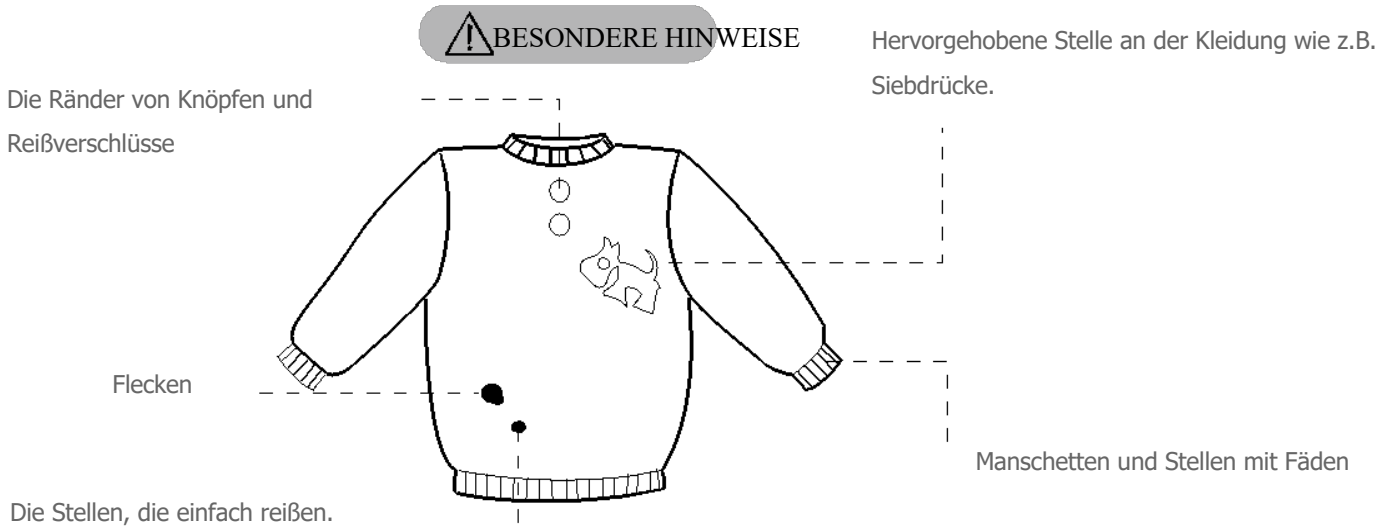 BESONDERE HINWEISE
Hervorgehobene Stelle an der Kleidung wie z.B.
Siebdrücke.
Die Ränder von Knöpfen und
Reißverschlüsse
Flecken
Manschetten und Stellen mit Fäden
Die Stellen, die einfach reißen.